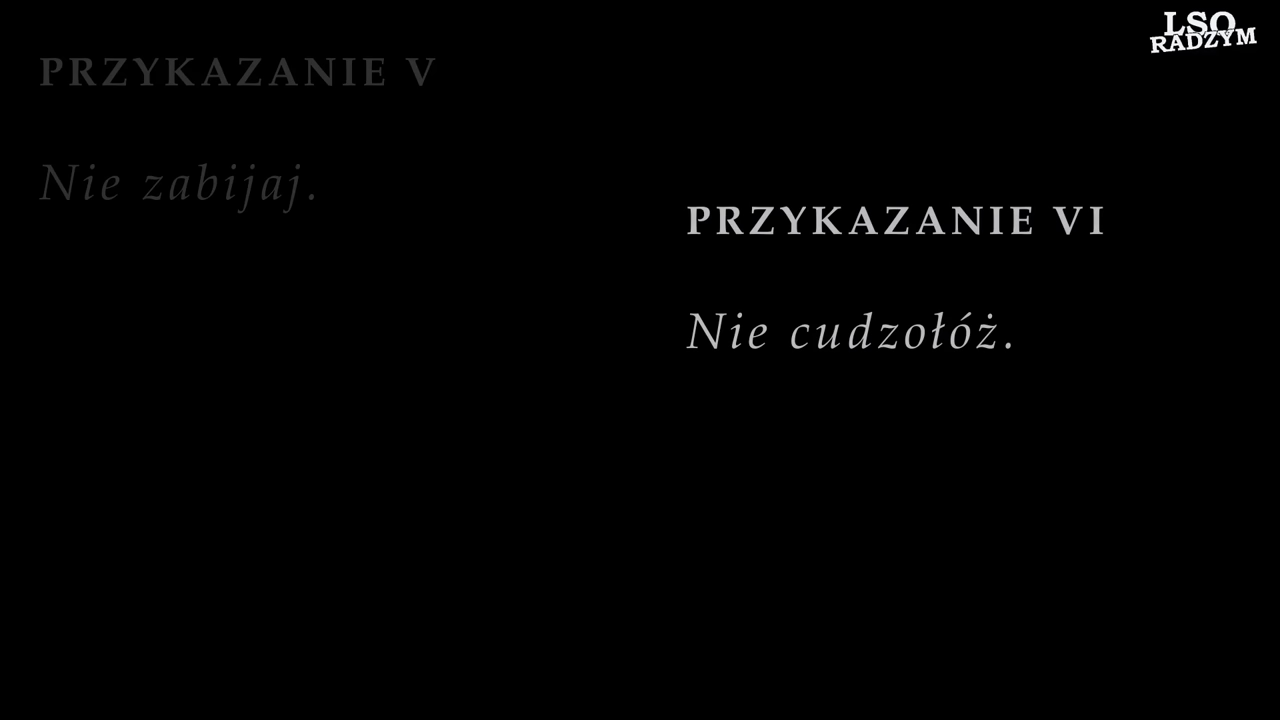 LSO
RADZYM
PRZYKAZANIE V
Nie zabijaj.
PRZYKAZANIE VI
Nie cudzołóż.